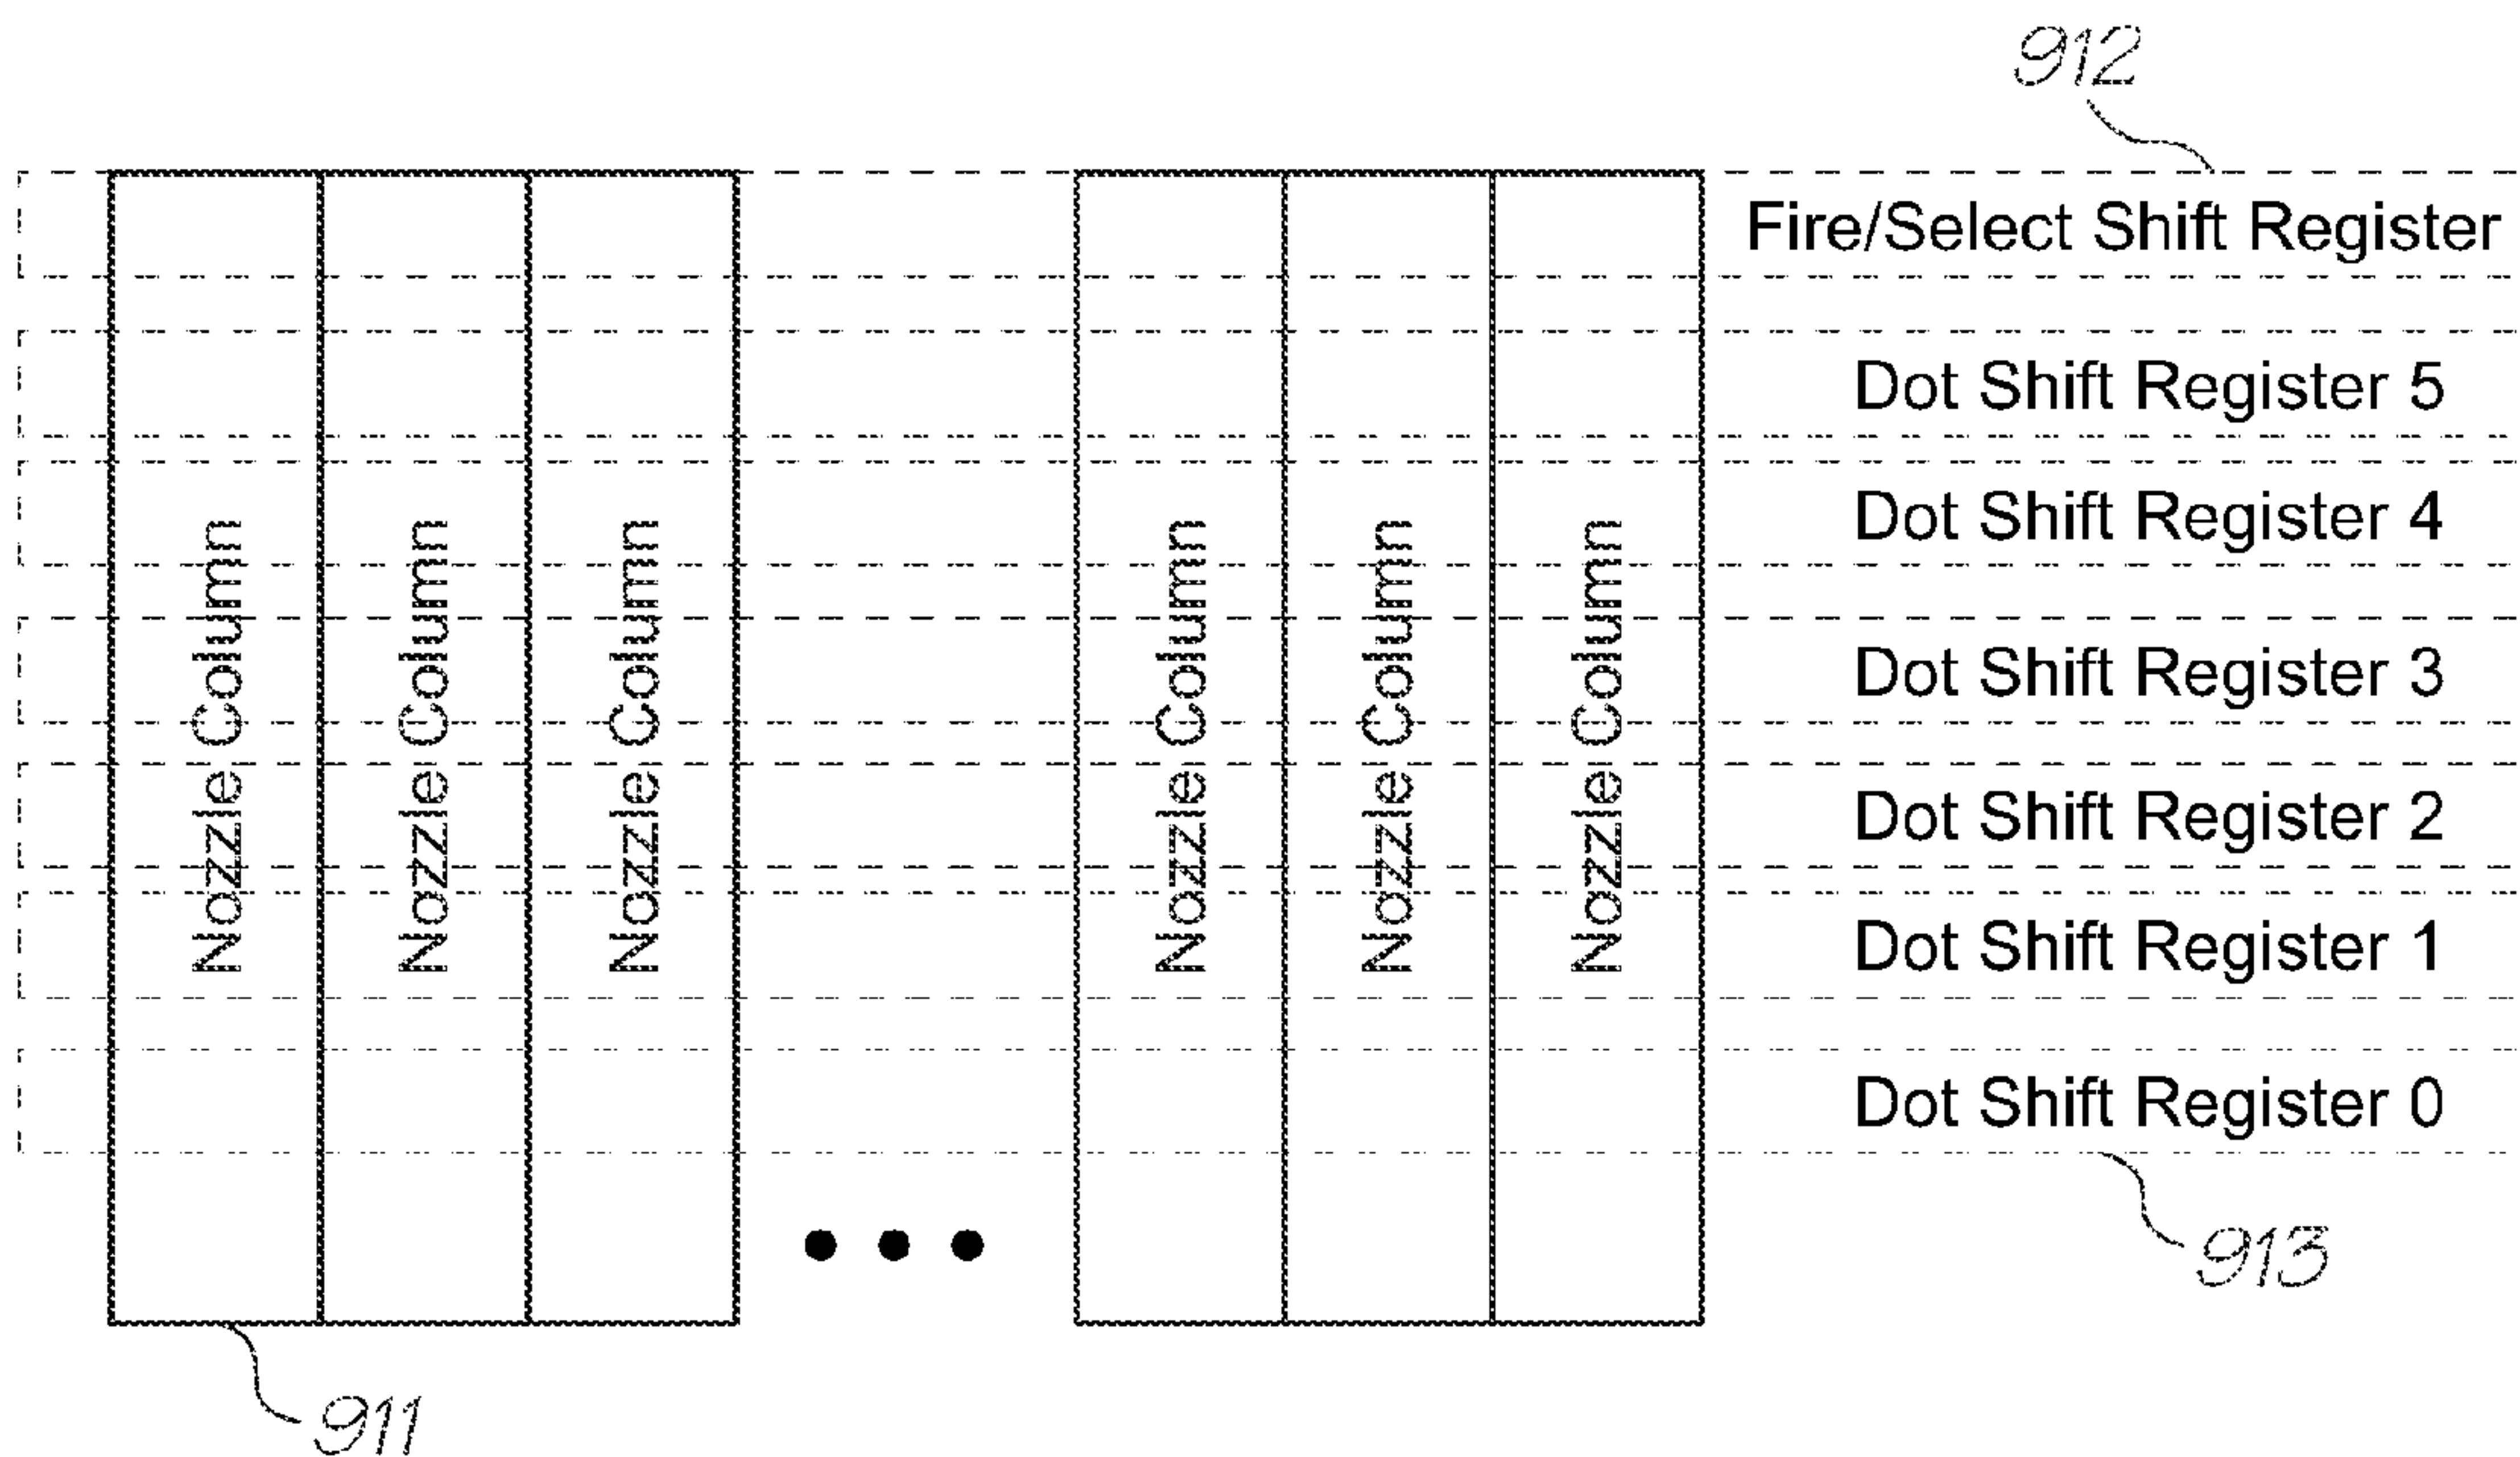 912
Fire/Select Shift Register
Dot Shift Register 5
Dot Shift Register 4
Dot Shift Register 3
Dot Shift Register 2
Dot Shift Register 1
Dot Shift Register 0
Nozzle Column
Nozzle Column
Nozzle Column
Nozzle Column
Nozzle Column
Nozzle Column
913
911